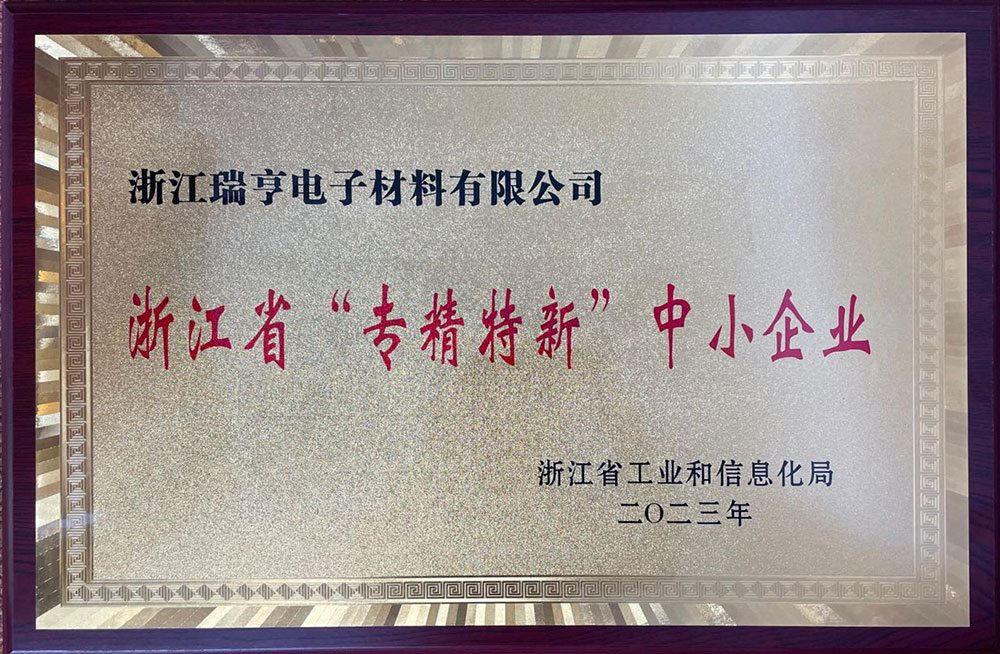 浙江瑞亨电子材料有限公司
浙江省“专精特新”中小企业
浙江省工业和信息化局
二〇二三年